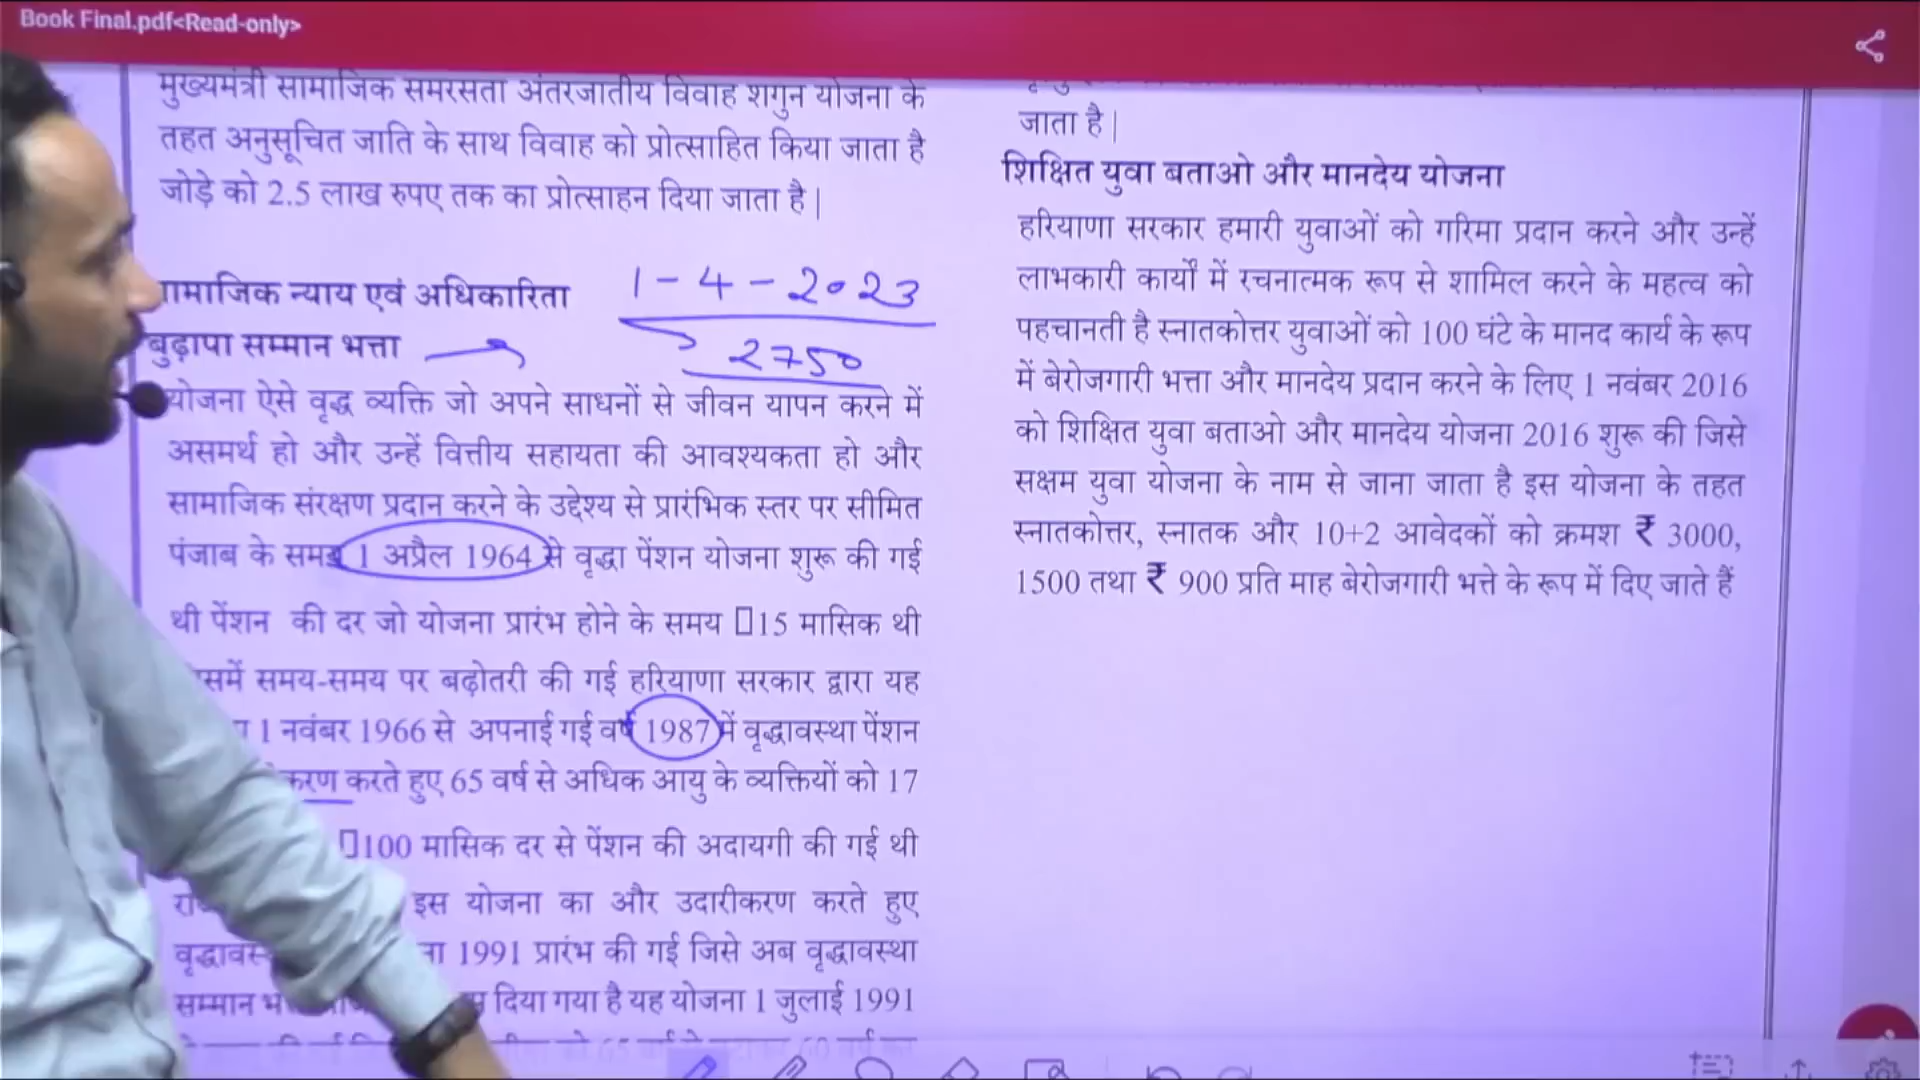 Book Final.pdf<Read-only>
मुख्यमंत्री सामाजिक समरसता अंतरजातीय विवाह शगुन योजना के
तहत अनुसूचित जाति के साथ विवाह को प्रोत्साहित किया जाता है
जोड़े को 2.5 लाख रुपए तक का प्रोत्साहन दिया जाता है |
न्याय एवं अधिकारिता
1 - 4 - 2023
बुढ़ापा सम्मान भत्ता
2750
योजना ऐसे वृद्ध व्यक्ति जो अपने साधनों से जीवन यापन करने में
असमर्थ हो और उन्हें वित्तीय सहायता की आवश्यकता हो और
सामाजिक संरक्षण प्रदान करने के उद्देश्य से प्रारंभिक स्तर पर सीमित
पंजाब के समय 1 अप्रैल 1964 से वृद्धा पेंशन योजना शुरू की गई
थी पेंशन की दर जो योजना प्रारंभ होने के समय 15 मासिक थी
समय-समय पर बढ़ोतरी की गई हरियाणा सरकार द्वारा यह
1 नवंबर 1966 से अपनाई गई वर्ष 1987 में वृद्धावस्था पेंशन
करते हुए 65 वर्ष से अधिक आयु के व्यक्तियों को 17
100 मासिक दर से पेंशन की अदायगी की गई थी
इस योजना का और उदारीकरण करते हुए
1991 प्रारंभ की गई जिसे अब वृद्धावस्था
सम्मान दिया गया है यह योजना 1 जुलाई 1991
जाता है |
शिक्षित युवा बताओ और मानदेय योजना
हरियाणा सरकार हमारी युवाओं को गरिमा प्रदान करने और उन्हें
लाभकारी कार्यों में रचनात्मक रूप से शामिल करने के महत्व को
पहचानती है स्नातकोत्तर युवाओं को 100 घंटे के मानद कार्य के रूप
में बेरोजगारी भत्ता और मानदेय प्रदान करने के लिए 1 नवंबर 2016
को शिक्षित युवा बताओ और मानदेय योजना 2016 शुरू की जिसे
सक्षम युवा योजना के नाम से जाना जाता है इस योजना के तहत
स्नातकोत्तर, स्नातक और 10+2 आवेदकों को क्रमश ₹ 3000,
1500 तथा ₹ 900 प्रति माह बेरोजगारी भत्ते के रूप में दिए जाते हैं